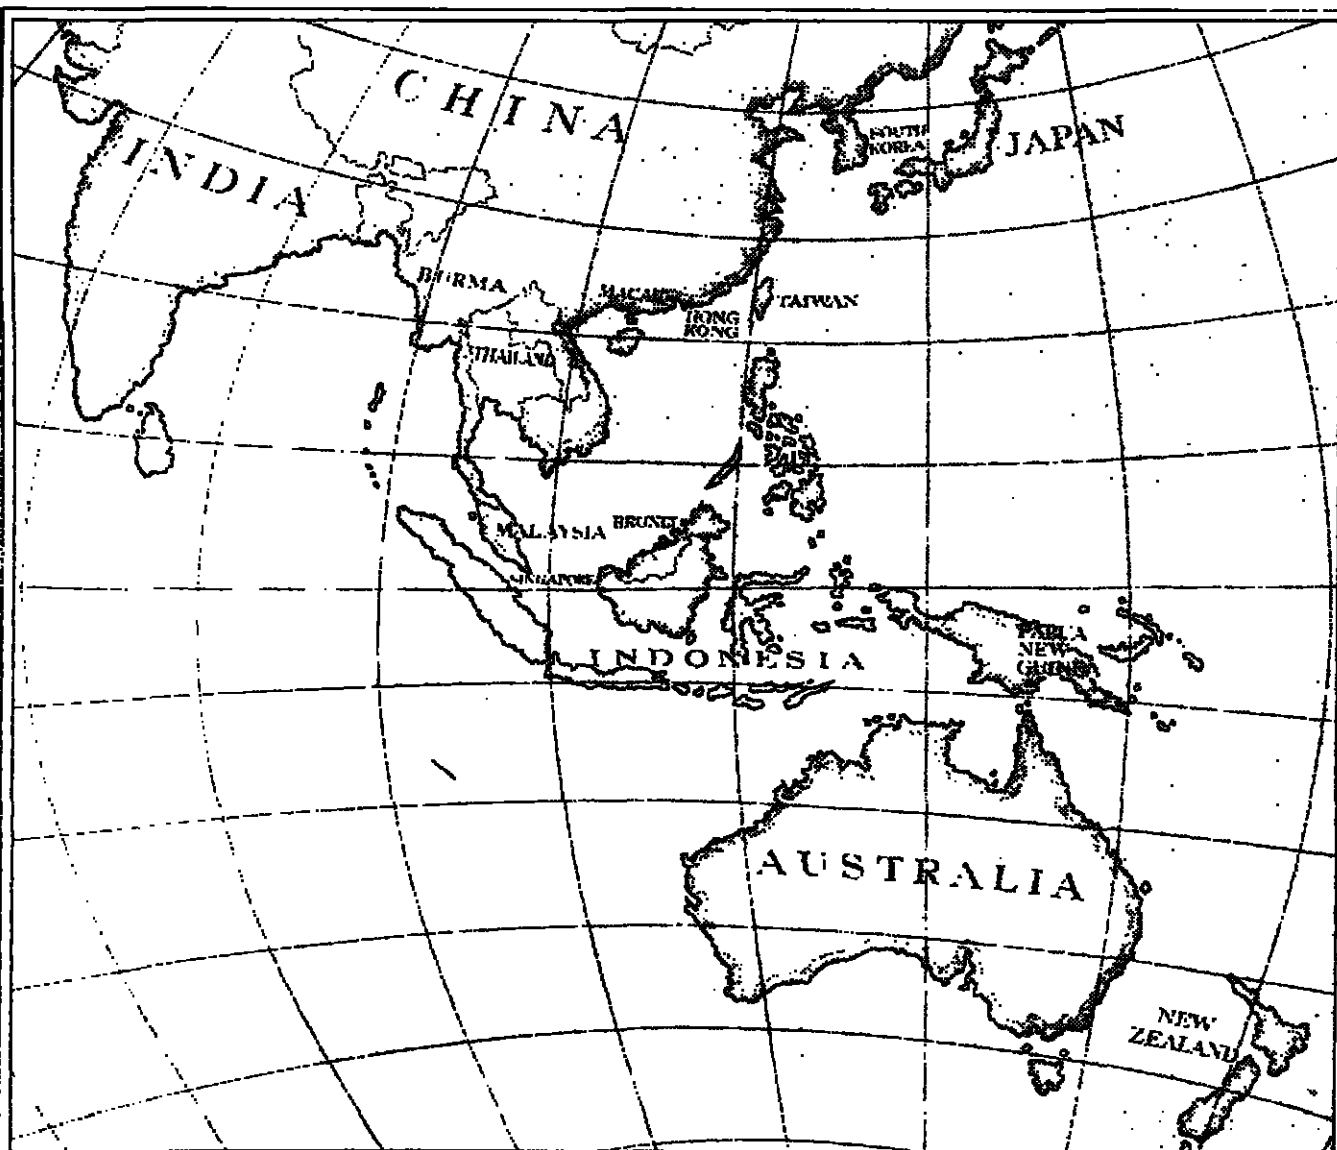 CHINA
INDIA
SOUTH
KOREA
JAPAN
BURMA
MACAU
HONG
KONG
TAIWAN
THAILAND
MALAYSIA
BRUNEI
SINGAPORE
INDONESIA
PAPUA
NEW
GUINEA
AUSTRALIA
NEW
ZEALAND